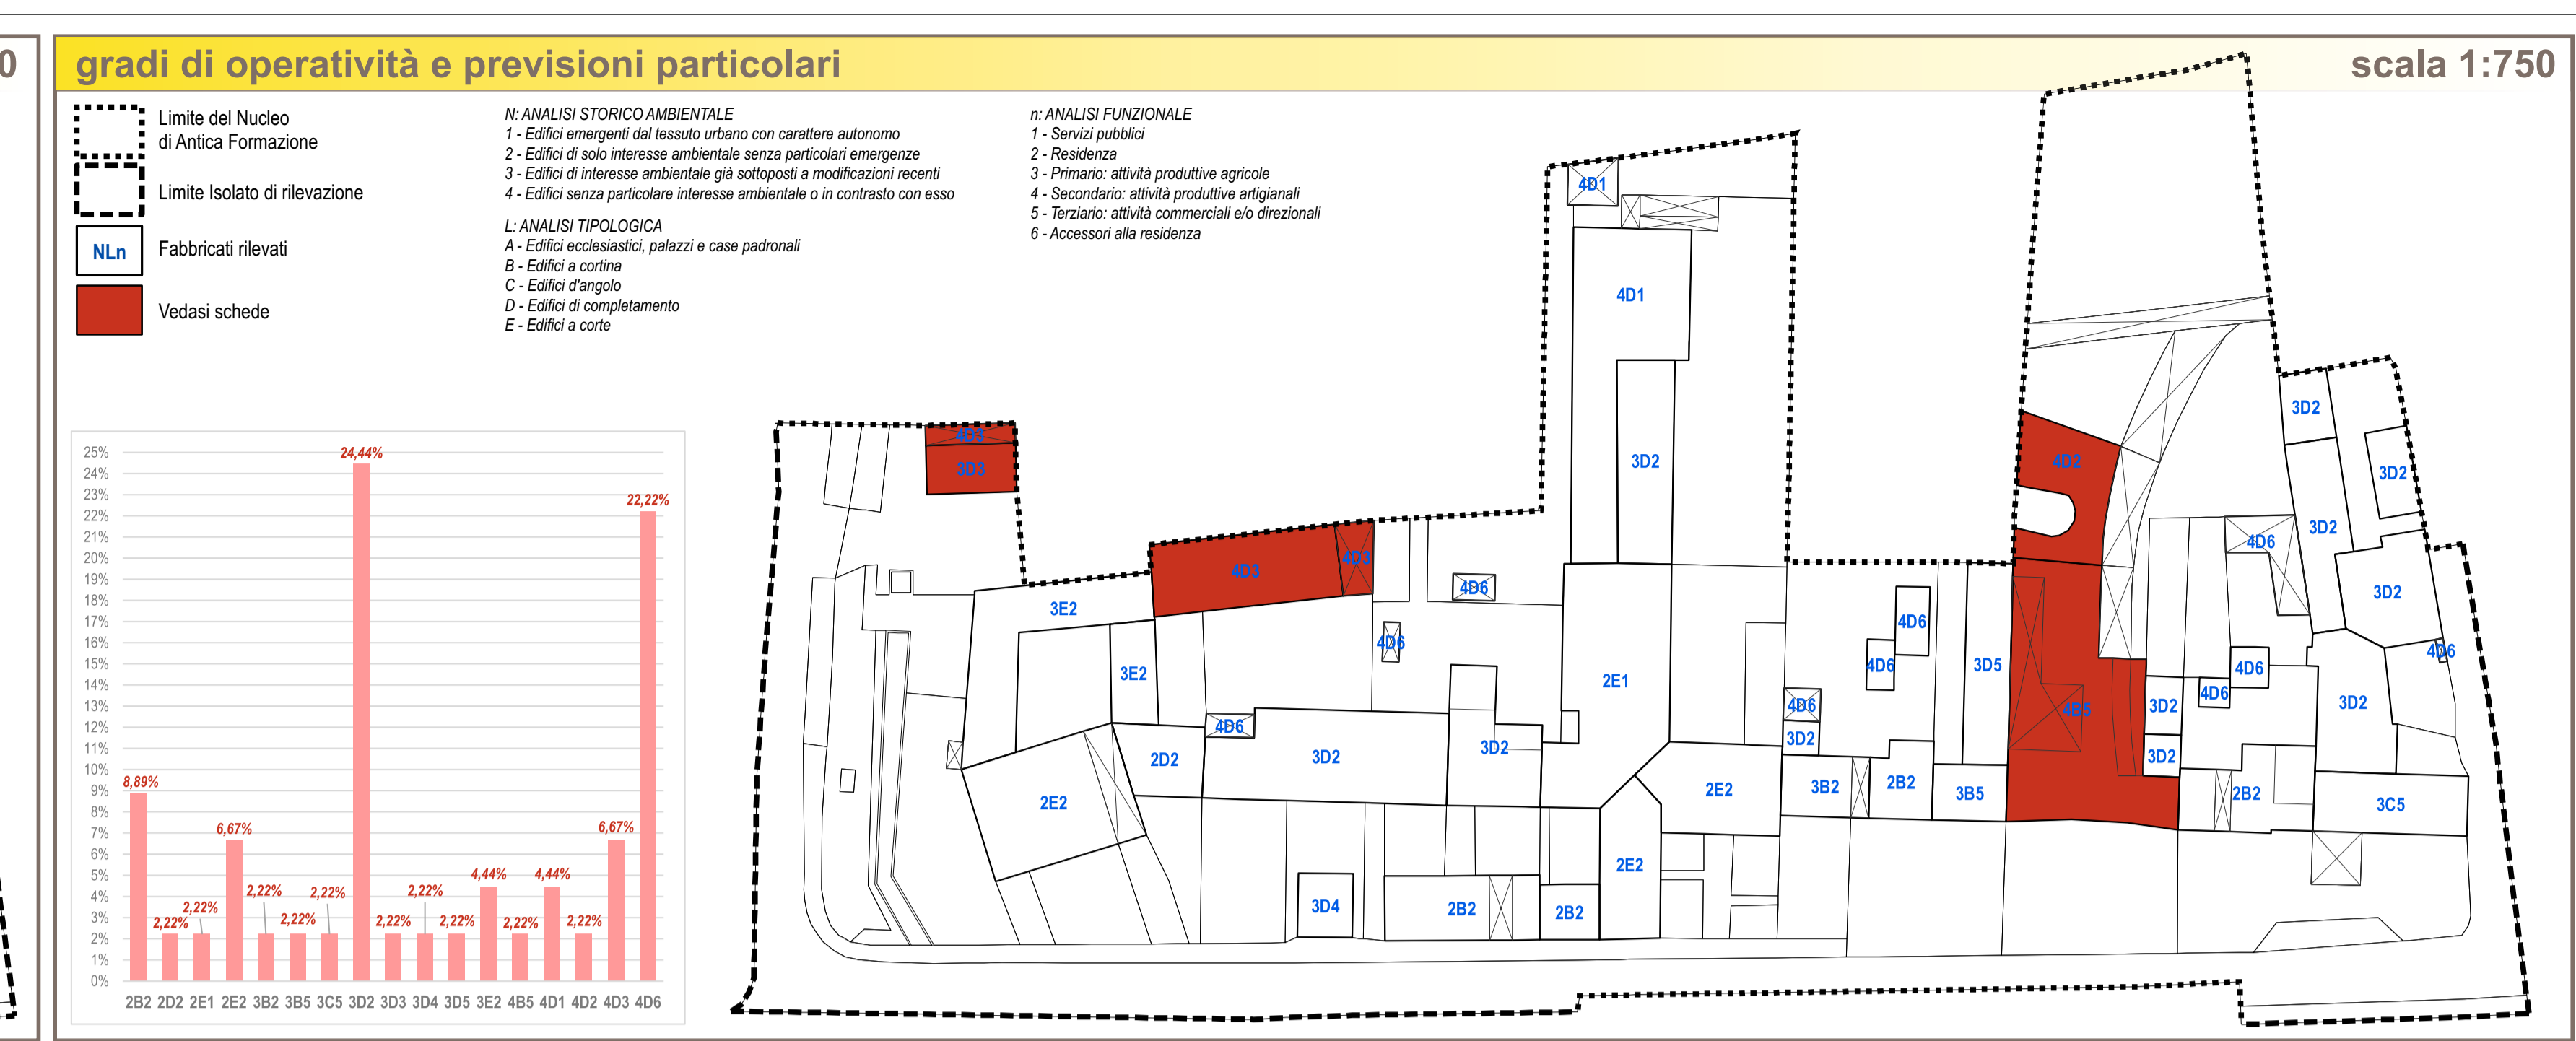 0
gradi di operatività e previsioni particolari
scala 1:750
Limite del Nucleo
di Antica Formazione
Limite Isolato di rilevazione
NLn
Fabbricati rilevati
Vedasi schede
N: ANALISI STORICO AMBIENTALE
1 - Edifici emergenti dal tessuto urbano con carattere autonomo
2 - Edifici di solo interesse ambientale senza particolari emergenze
3 - Edifici di interesse ambientale già sottoposti a modificazioni recenti
4 - Edifici senza particolare interesse ambientale o in contrasto con esso
L: ANALISI TIPOLOGICA
A - Edifici ecclesiastici, palazzi e case padronali
B - Edifici a cortina
C - Edifici d'angolo
D - Edifici di completamento
E - Edifici a corte
n: ANALISI FUNZIONALE
1 - Servizi pubblici
2 - Residenza
3 - Primario: attività produttive agricole
4 - Secondario: attività produttive artigianali
5 - Terziario: attività commerciali e/o direzionali
6 - Accessori alla residenza
25%
24%
23%
22%
21%
20%
19%
18%
17%
16%
15%
14%
13%
12%
11%
10%
9%
8%
7%
6%
5%
4%
3%
2%
1%
0%
8,89%
2,22%
2,22%
6,67%
2,22%
2,22%
2,22%
24,44%
2,22%
2,22%
2,22%
4,44%
2,22%
4,44%
2,22%
6,67%
22,22%
2B2 2D2 2E1 2E2 3B2 3B5 3C5 3D2 3D3 3D4 3D5 3E2 4B5 4D1 4D2 4D3 4D6
4D3
3D3
3E2
3E2
2E2
2D2
4D3
4D3
4D6
4D6
4D6
3D2
3D2
3D4
2B2
2B2
4D1
4D1
3D2
2E1
2E2
2E2
4D6
3D2
4D6
4D6
3B2
2B2
3D5
3B5
4D2
4B5
3D2
3D2
4D6
4D6
4D6
2B2
3D2
3D2
3D2
3D2
4D6
3D2
3C5